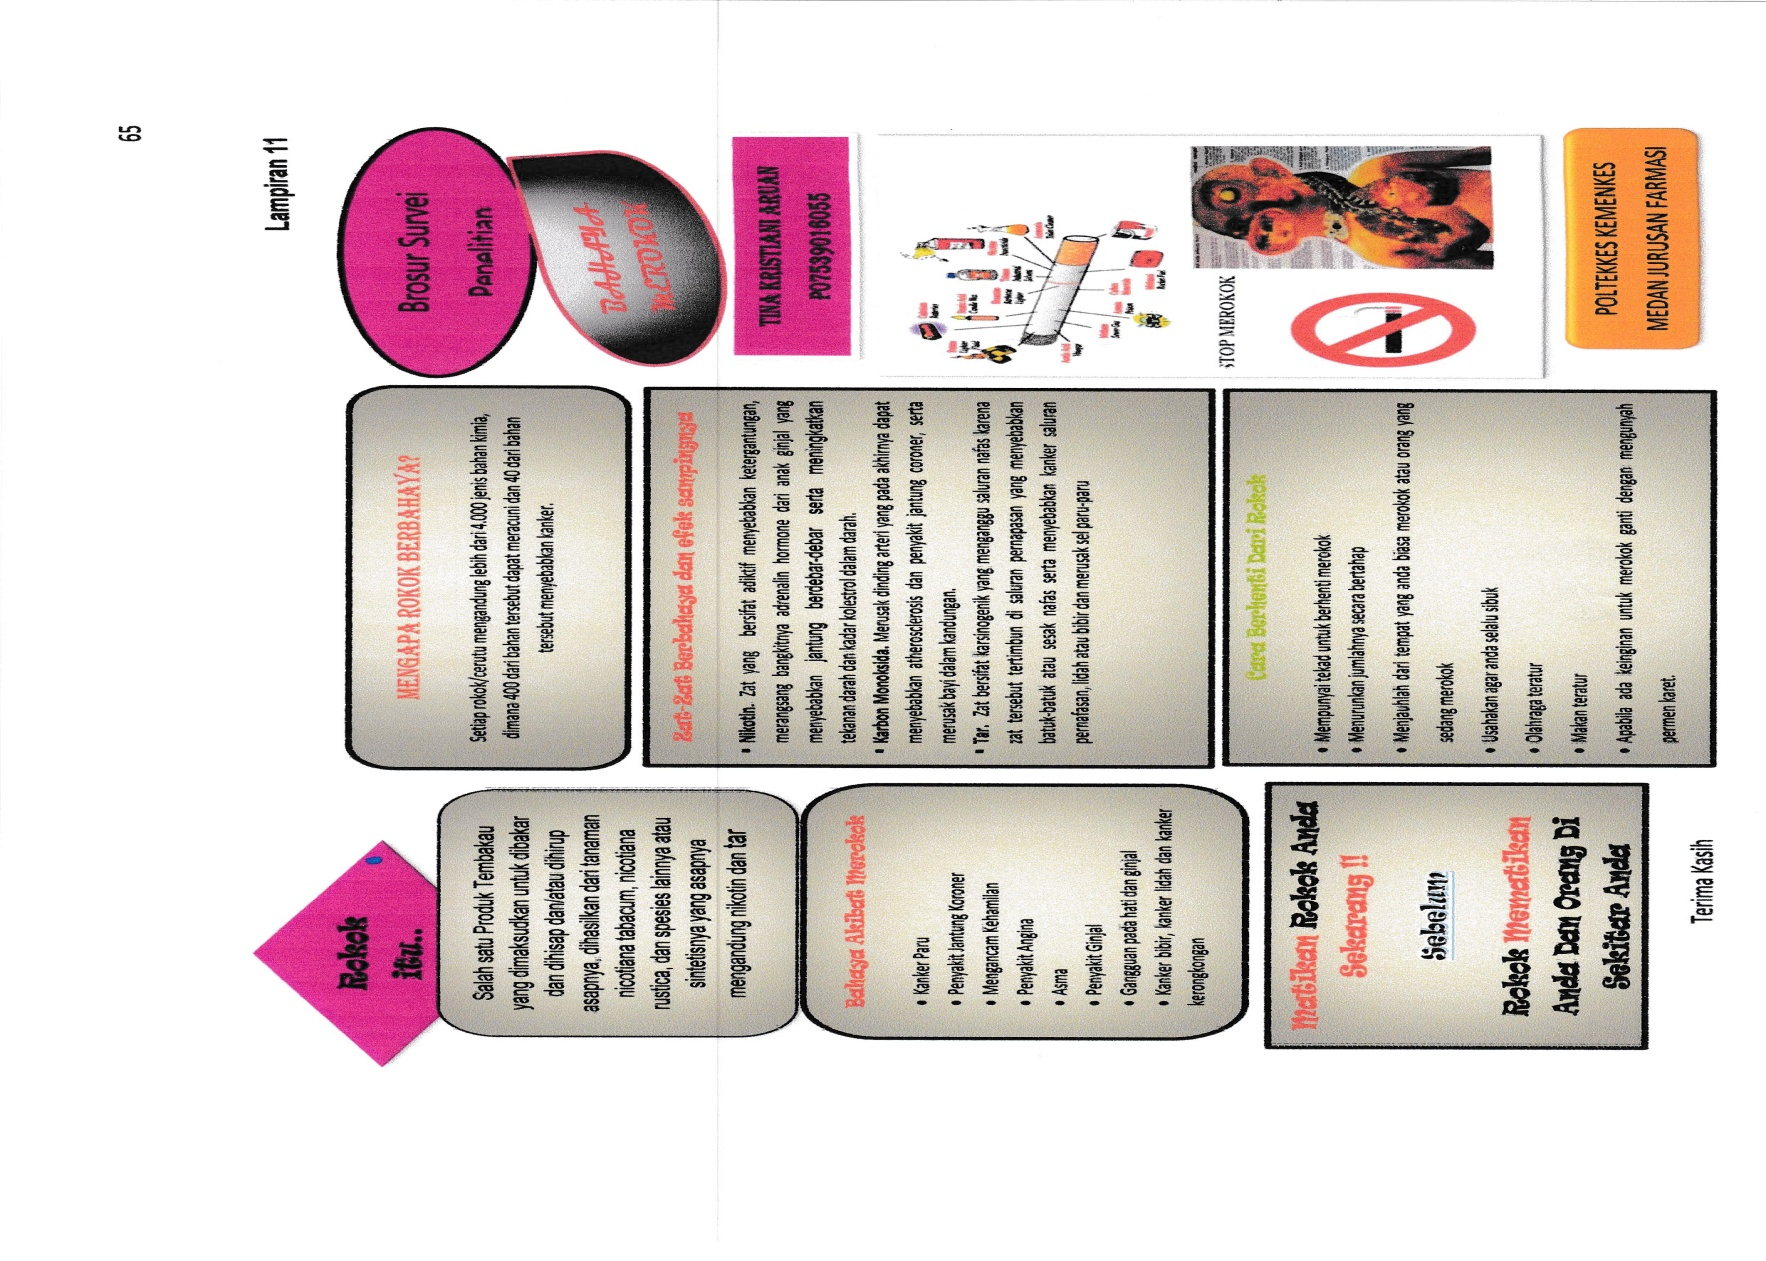 65
Lampiran 11
Rokok
itu..
Salah satu Produk Tembakau
yang dimaksudkan untuk dibakar
dan dihisap dan/atau dihirup
asapnya, dihasilkan dari tanaman
nicotiana tabacum, nicotiana
rustica, dan spesies lainnya atau
sintetisnya yang asapnya
mengandung nikotin dan tar
Bahaya Akibat Merokok
• Kanker Paru
• Penyakit Jantung Koroner
• Mengancam Kehamilan
• Penyakit Angina
• Asma
• Penyakit Ginjal
• Gangguan pada hati dan ginjal
• Kanker bibir, kanker lidah dan kanker
kerongkongan
Matikan Rokok Anda
Sekarang !!
Sebelum
Rokok Mematikan
Anda Dan Orang Di
Sekitar Anda
Terima Kasih
MENGAPA ROKOK BERBAHAYA?
Setiap rokok/cerutu mengandung lebih dari 4.000 jenis bahan kimia,
dimana 400 dari bahan tersebut dapat meracuni dan 40 dari bahan
tersebut menyebabkan kanker.
Zat-Zat Berbahaya dan efek sampingnya
▪ Nikotin. Zat yang bersifat adiktif menyebabkan ketergantungan,
merangsang bangkitnya adrenalin hormone dari anak ginjal yang
menyebabkan jantung berdebar-debar serta meningkatkan
tekanan darah dan kadar kolestrol dalam darah.
▪ Karbon Monoksida. Merusak dinding arteri yang pada akhirnya dapat
menyebabkan atherosclerosis dan penyakit jantung coroner, serta
merusak bayi dalam kandungan.
▪ Tar. Zat bersifat karsinogenik yang menganggu saluran nafas karena
zat tersebut tertimbun di saluran pernapasan yang menyebabkan
batuk-batuk atau sesak nafas serta menyebabkan kanker saluran
pernafasan, lidah atau bibir dan merusak sel paru-paru
Cara Berhenti Dari Rokok
• Mempunyai tekad untuk berhenti merokok
• Menurunkan jumlahnya secara bertahap
• Menjauhlah dari tempat yang anda biasa merokok atau orang yang
sedang merokok
• Usahakan agar anda selalu sibuk
• Olahraga teratur
• Makan teratur
• Apabila ada keinginan untuk merokok ganti dengan mengunyah
permen karet.
Brosur Survei
Penelitian
BAHAYA
MEROKOK
TINA KRISTIANI ARUAN
P07539016055
STOP MEROKOK
POLTEKKES KEMENKES
MEDAN JURUSAN FARMASI